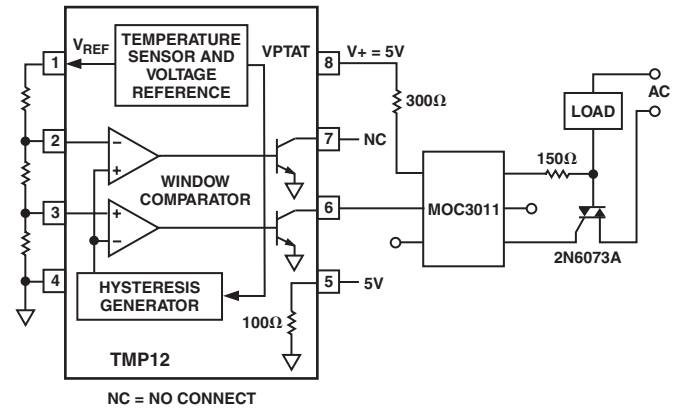 TEMPERATURE
SENSOR AND
VOLTAGE
REFERENCE
VREF
VPTAT
1
8
V+ = 5V
300Ω
AC
LOAD
2
−
+
7
NC
WINDOW
COMPARATOR
150Ω
3
+
−
6
MOC3011
2N6073A
4
HYSTERESIS
GENERATOR
5
5V
100Ω
TMP12
NC = NO CONNECT